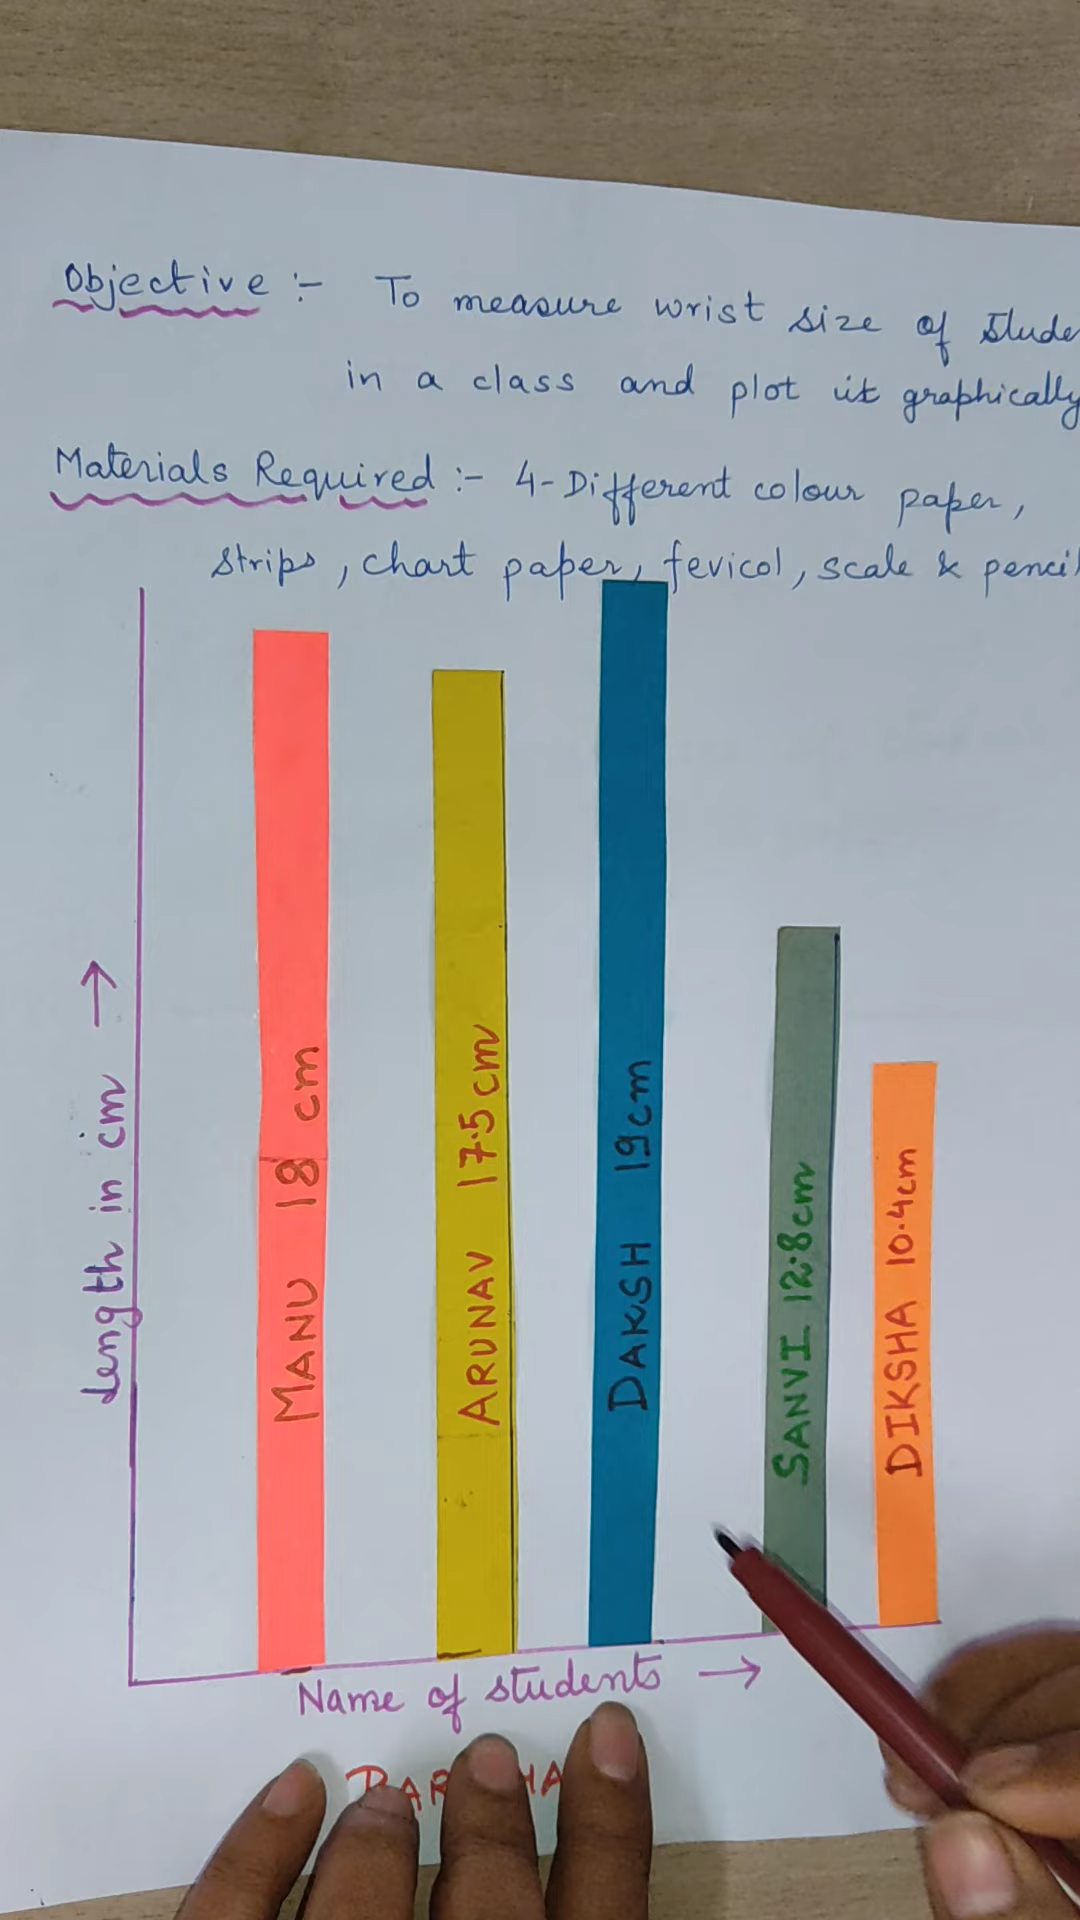 Objective :- To measure wrist size of
in a class and plot it graphically
Materials Required :- 4-Different colour paper,
strips, chart paper, fevicol, scale & pencil
Length in cm →
MANU 18 cm
ARUNAV 17.5 cm
DAKSH 19cm
SANVI 12.8cm
DIKSHA 10.4cm
Name of students →